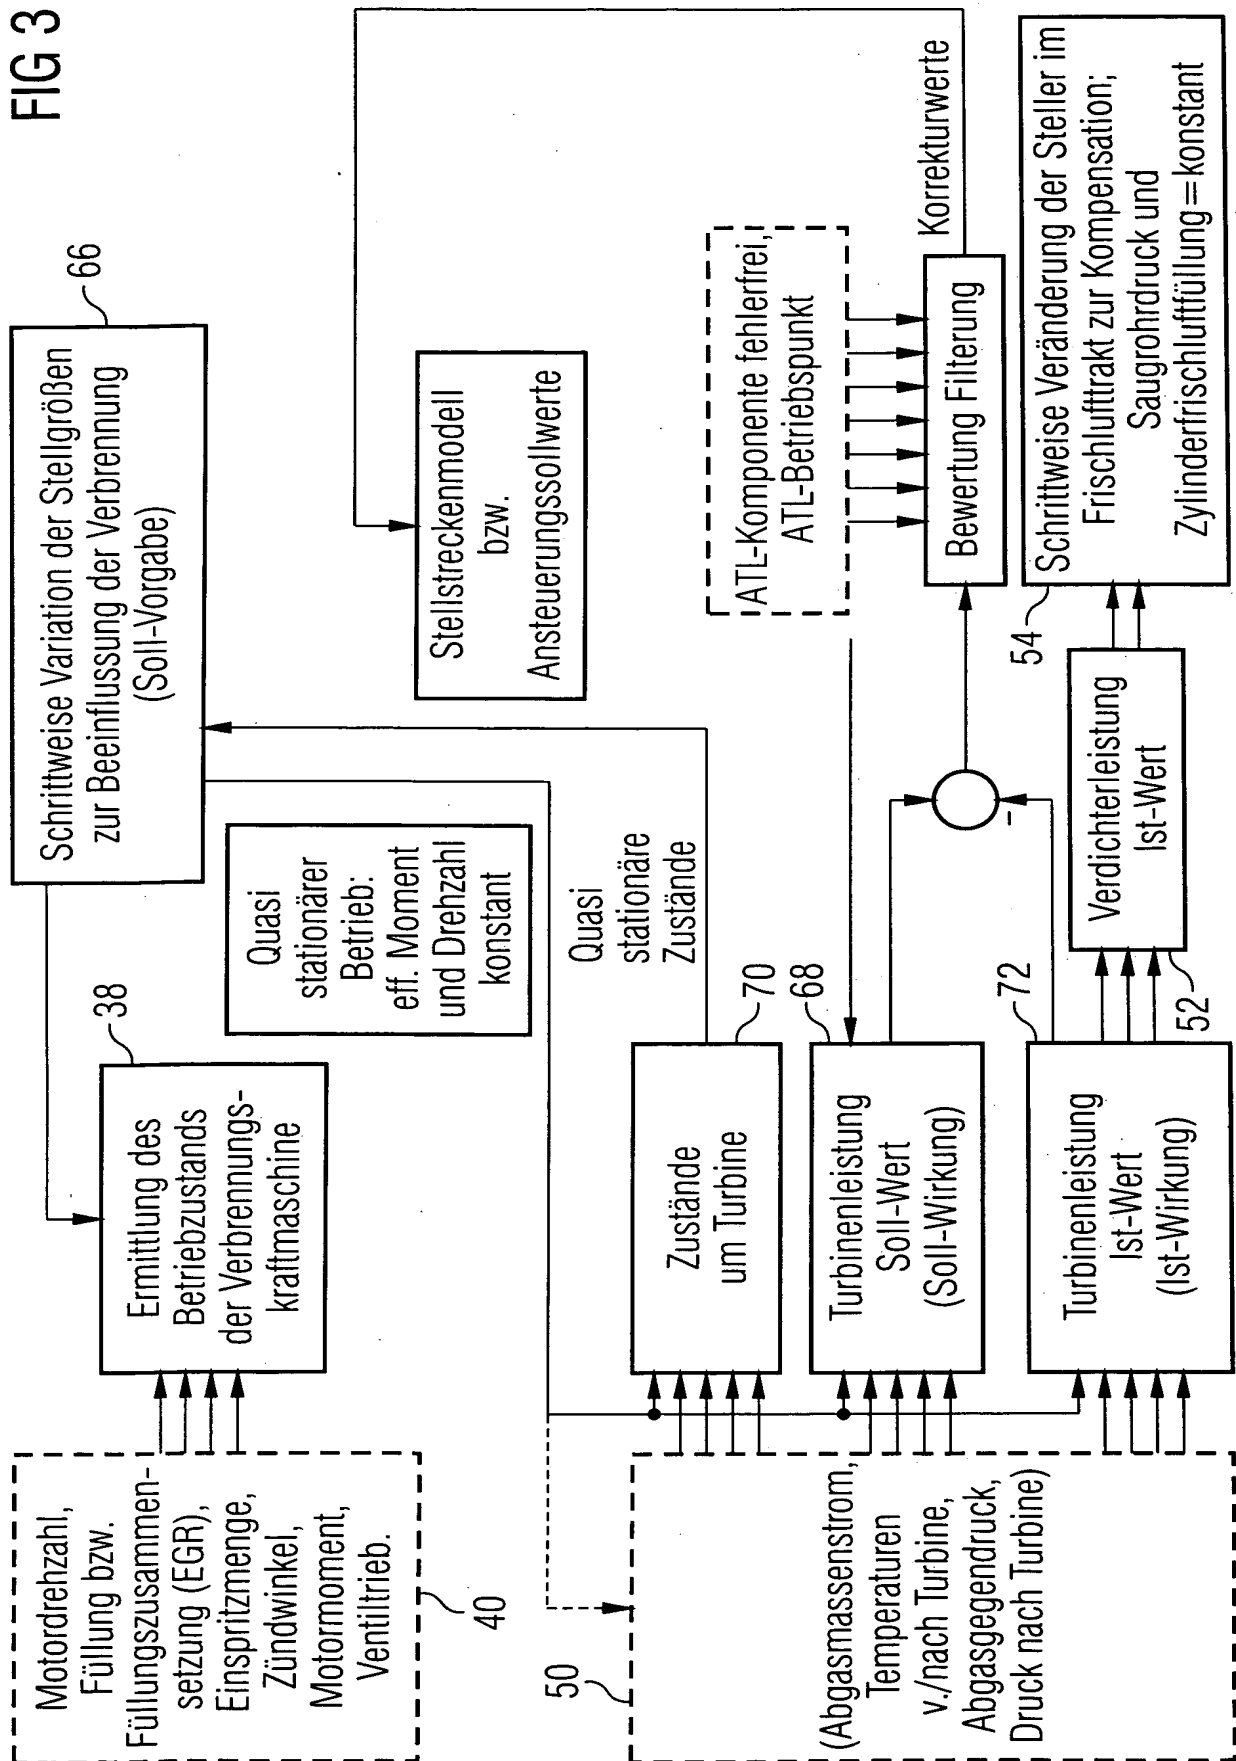 FIG 3
Motordrehzahl,
Füllung bzw.
Füllungszusammen-
setzung (EGR),
Einspritzmenge,
Zündwinkel,
Motormoment,
Ventiltrieb.
40
Ermittlung des
Betriebzustands
der Verbrennungs-
kraftmaschine
38
Schrittweise Variation der Stellgrößen
zur Beeinflussung der Verbrennung
(Soll-Vorgabe)
66
Quasi
stationärer
Betrieb:
eff. Moment
und Drehzahl
konstant
Stellstreckenmodell
bzw.
Ansteuerungssollwerte
Quasi
stationäre
Zustände
50
(Abgasmassenstrom,
Temperaturen
v./nach Turbine,
Abgasgegendruck,
Druck nach Turbine)
Zustände
um Turbine
70
Turbinenleistung
Soll-Wert
(Soll-Wirkung)
68
Turbinenleistung
Ist-Wert
(Ist-Wirkung)
72
-
ATL-Komponente fehlerfrei,
ATL-Betriebspunkt
Bewertung Filterung
Korrekturwerte
Verdichterleistung
Ist-Wert
52
54
Schrittweise Veränderung der Steller im
Frischlufttrakt zur Kompensation;
Saugrohrdruck und
Zylinderfrischluftfüllung=konstant